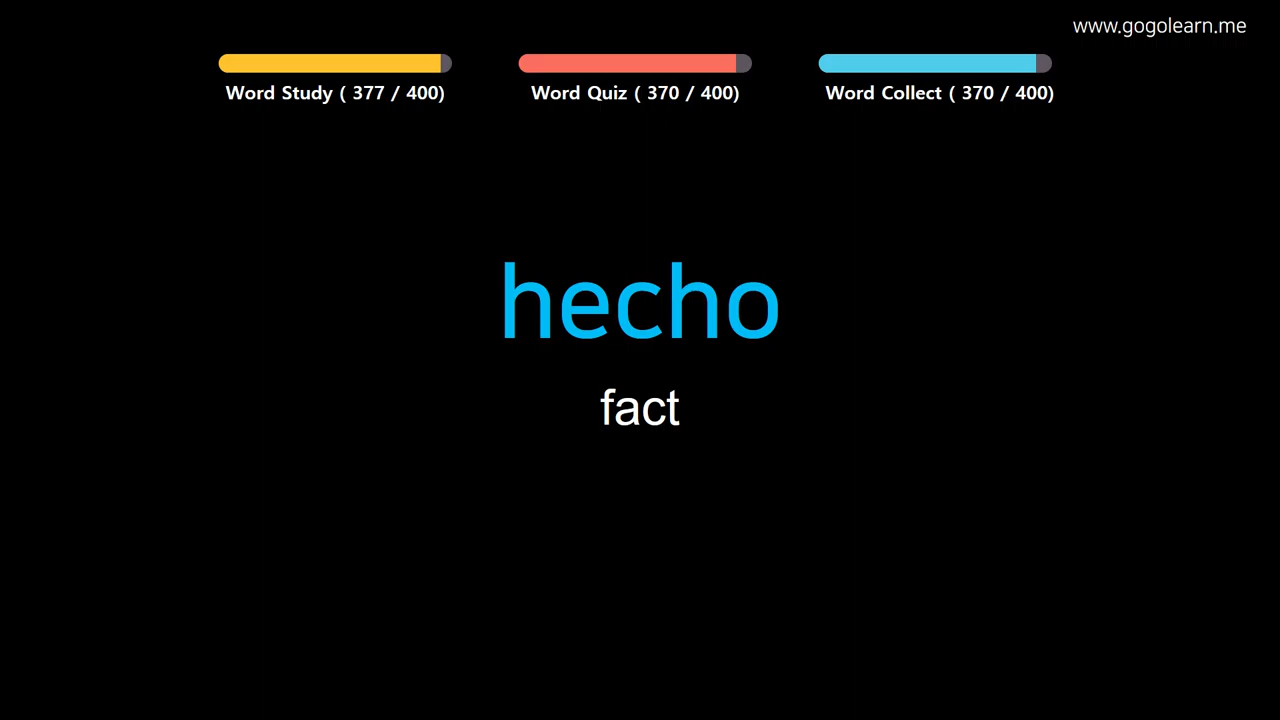 www.gogolearn.me
Word Study ( 377 / 400)
Word Quiz ( 370 / 400)
Word Collect ( 370 / 400)
hecho
fact